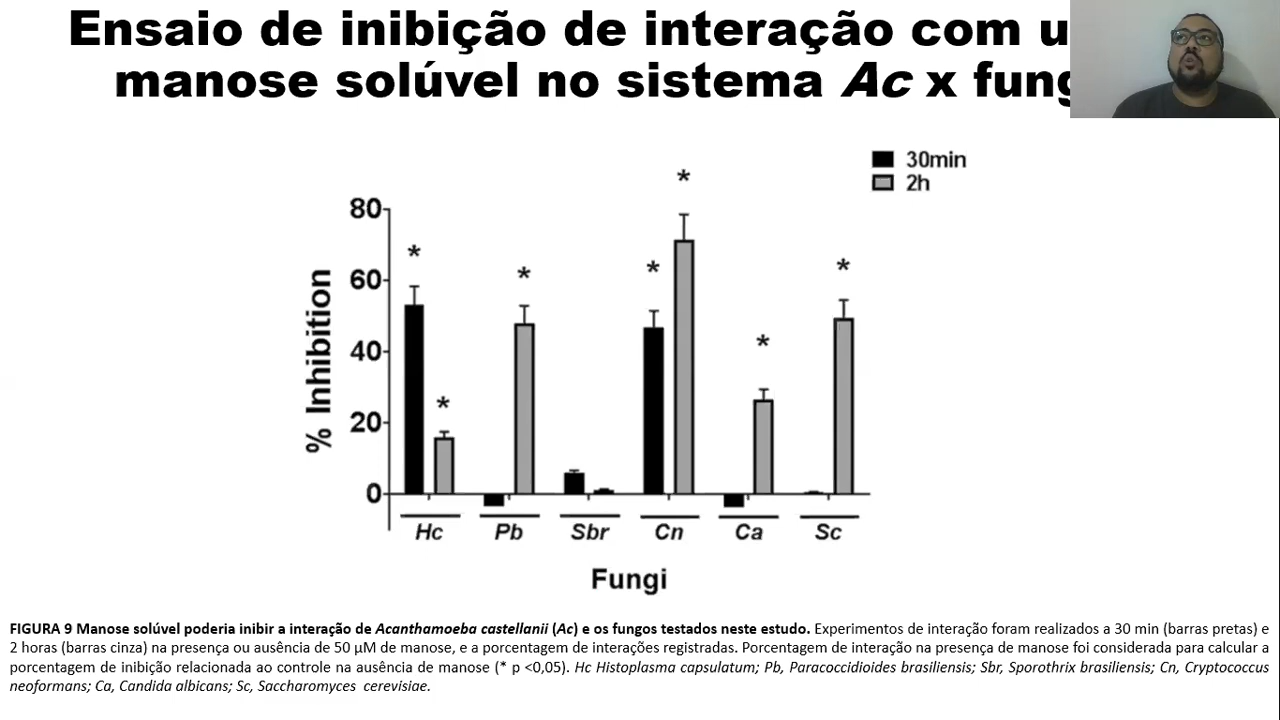 Ensaio de inibição de interação com
manose solúvel no sistema Ac x
30min
2h
*
*
*
*
*
*
*
80
60
40
20
0
% Inhibition
Hc Pb Sbr Cn Ca Sc
Fungi
FIGURA 9 Manose solúvel poderia inibir a interação de Acanthamoeba castellanii (Ac) e os fungos testados neste estudo. Experimentos de interação foram realizados a 30 min (barras pretas) e
2 horas (barras cinza) na presença ou ausência de 50 µM de manose, e a porcentagem de interações registradas. Porcentagem de interação na presença de manose foi considerada para calcular a
porcentagem de inibição relacionada ao controle na ausência de manose (* p <0,05). Hc Histoplasma capsulatum; Pb, Paracoccidioides brasiliensis; Sbr, Sporothrix brasiliensis; Cn, Cryptococcus
neoformans; Ca, Candida albicans; Sc, Saccharomyces cerevisiae.